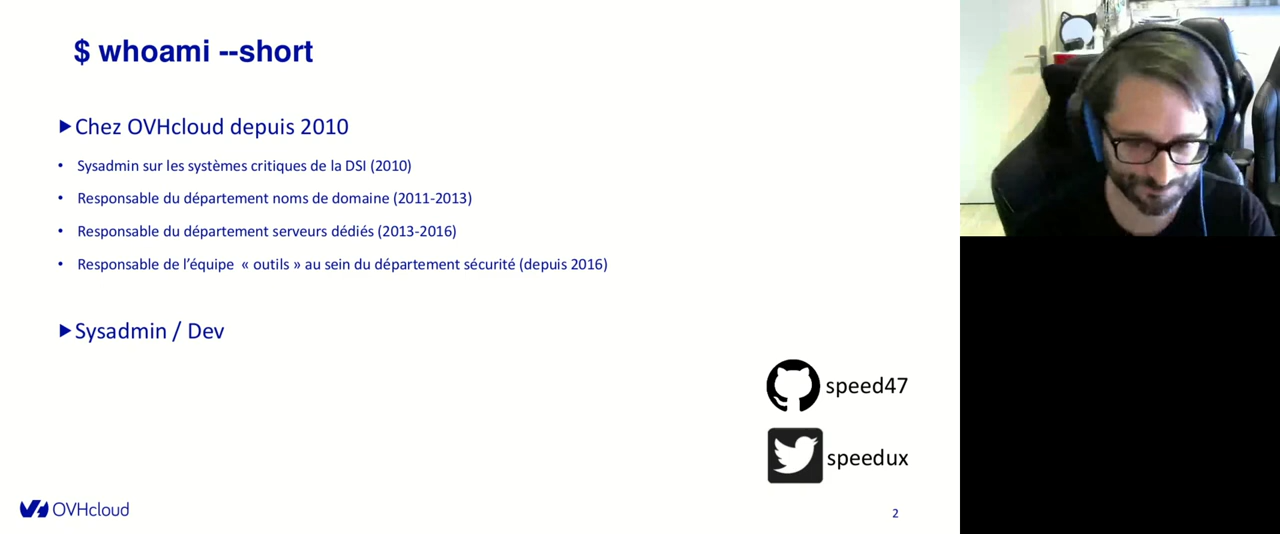 $ whoami --short
Chez OVHcloud depuis 2010
• Sysadmin sur les systèmes critiques de la DSI (2010)
• Responsable du département noms de domaine (2011-2013)
• Responsable du département serveurs dédiés (2013-2016)
• Responsable de l’équipe « outils » au sein du département sécurité (depuis 2016)
Sysadmin / Dev
speed47
speedux
OVHcloud
2